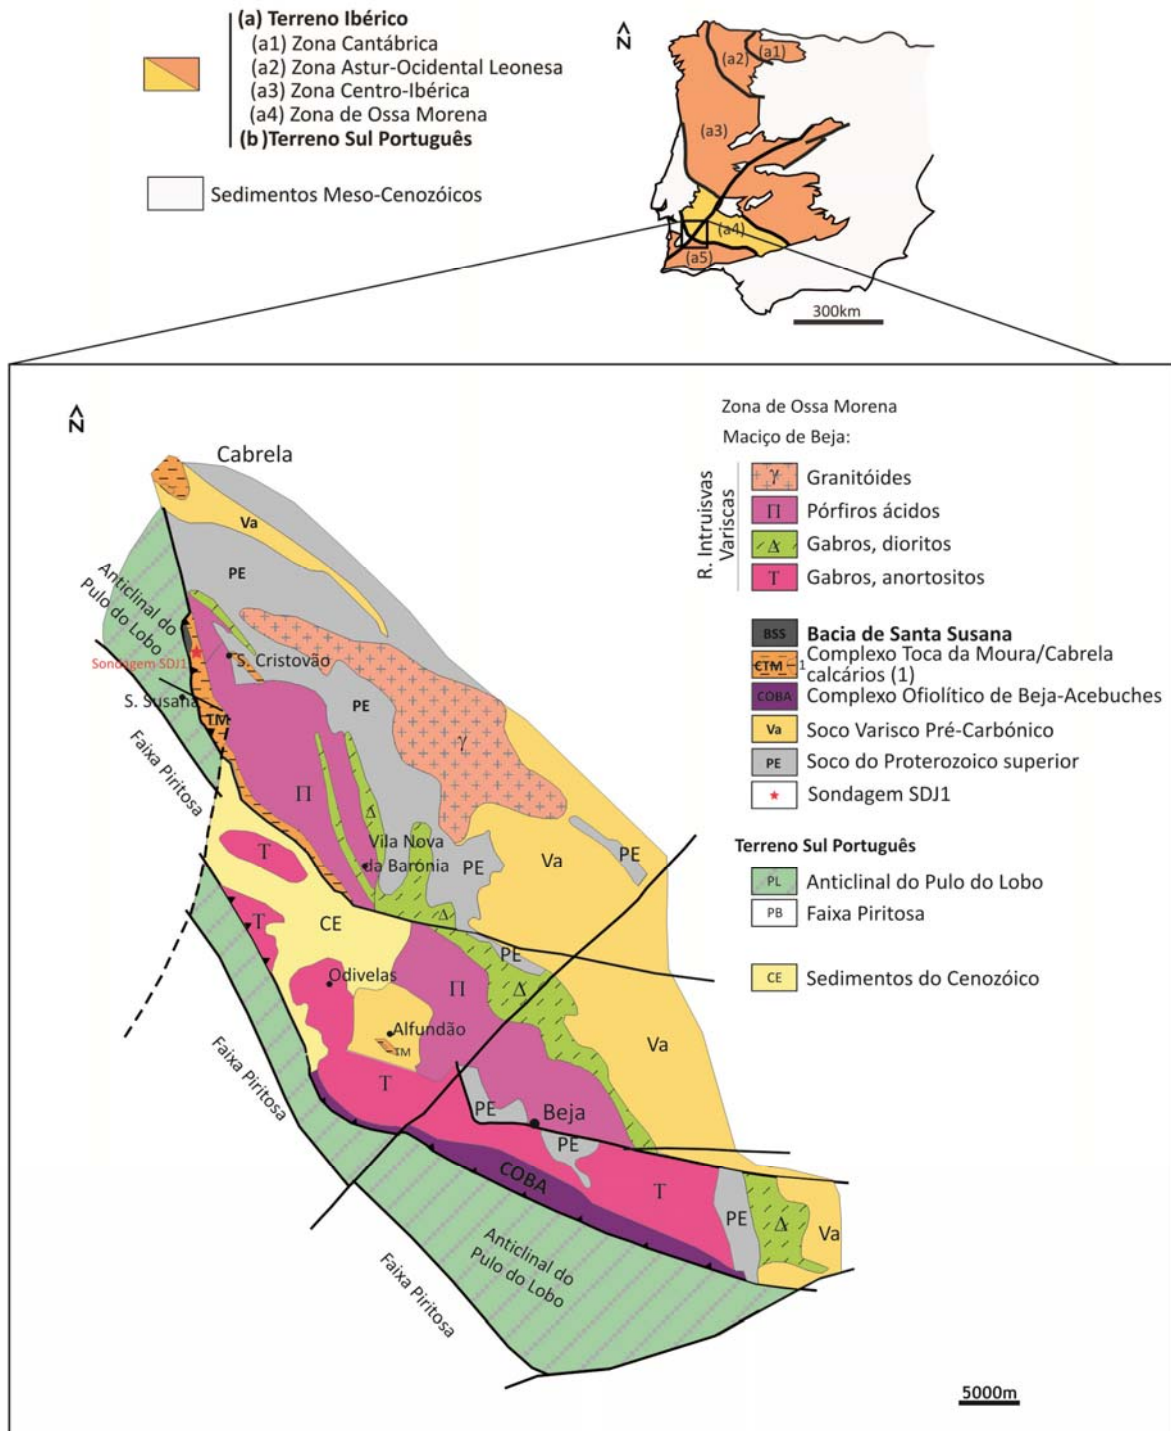 (a) Terreno Ibérico
(a1) Zona Cantábrica
(a2) Zona Astur-Ocidental Leonesa
(a3) Zona Centro-Ibérica
(a4) Zona de Ossa Morena
(b)Terreno Sul Português
Sedimentos Meso-Cenozóicos
N
(a1)
(a2)
(a3)
(a4)
(a5)
300km
N
Zona de Ossa Morena
Maciço de Beja:
R. Intruisvas
Variscas
γ Granitóides
Π Pórfiros ácidos
Δ Gabros, dioritos
T Gabros, anortositos
BSS Bacia de Santa Susana
CTM 1 Complexo Toca da Moura/Cabrela
calcários (1)
COBA Complexo Ofiolítico de Beja-Acebuches
Va Soco Varisco Pré-Carbónico
PE Soco do Proterozoico superior
Sondagem SDJ1
Terreno Sul Português
PL Anticlinal do Pulo do Lobo
PB Faixa Piritosa
CE Sedimentos do Cenozóico
Cabrela
Va
PE
Anticlinal do
Pulo do Lobo
Sondagem SDJ1
S. Cristovão
S. Susana
TM
PE
γ
Faixa Piritosa
Π
Δ
Vila Nova
da Barónia
PE
Va
PE
T
T
CE
Δ
PE
Odivelas
Π
Δ
Alfundão
TM
Va
Faixa Piritosa
T
PE
Beja
PE
COBA
T
PE
Δ
Va
Anticlinal do
Pulo do Lobo
Faixa Piritosa
5000m